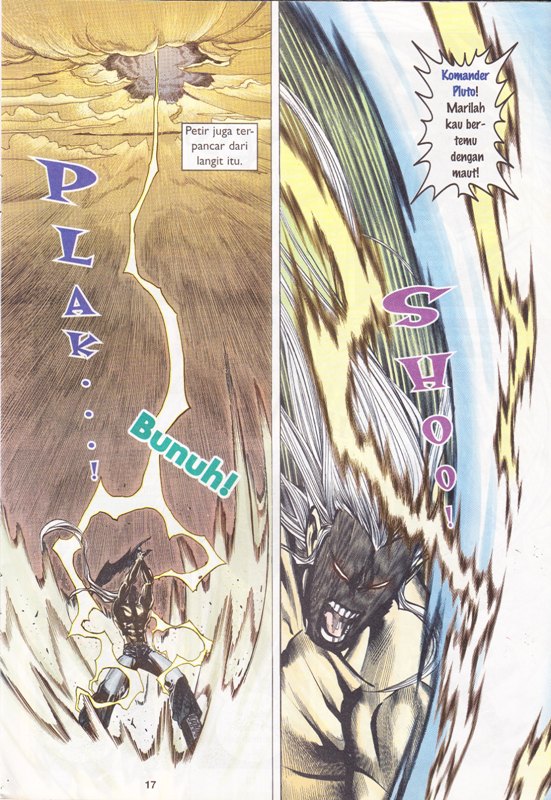 Petir juga ter-
pancar dari
langit itu.
PLAK...!
Bunuh!
17
Komander
Pluto!
Marilah
kau ber-
temu
dengan
maut!
SHOO!